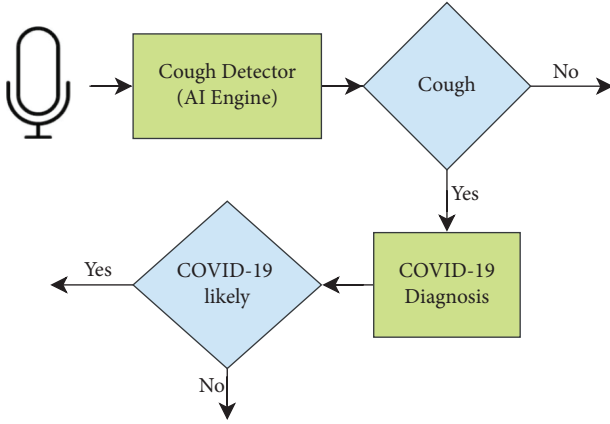 Cough Detector
(AI Engine)
Cough
No
Yes
COVID-19
Diagnosis
COVID-19
likely
Yes
No